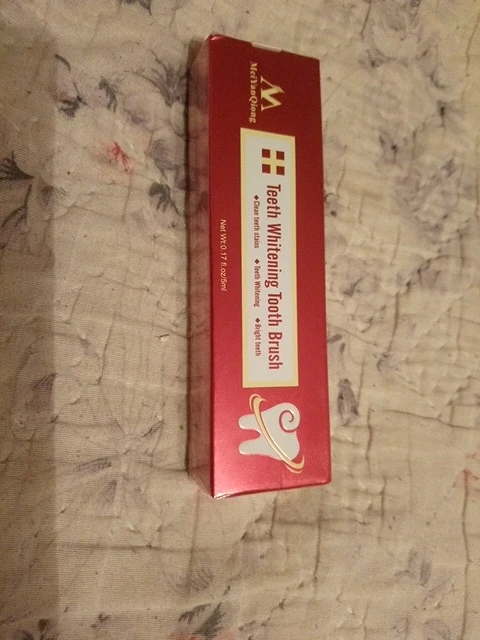 MeiYanQiong
Teeth Whitening Tooth Brush
◆Clean teeth stains ◆Teeth Whitening ◆Bright teeth
Net Wt:0.17 fl.oz/5ml